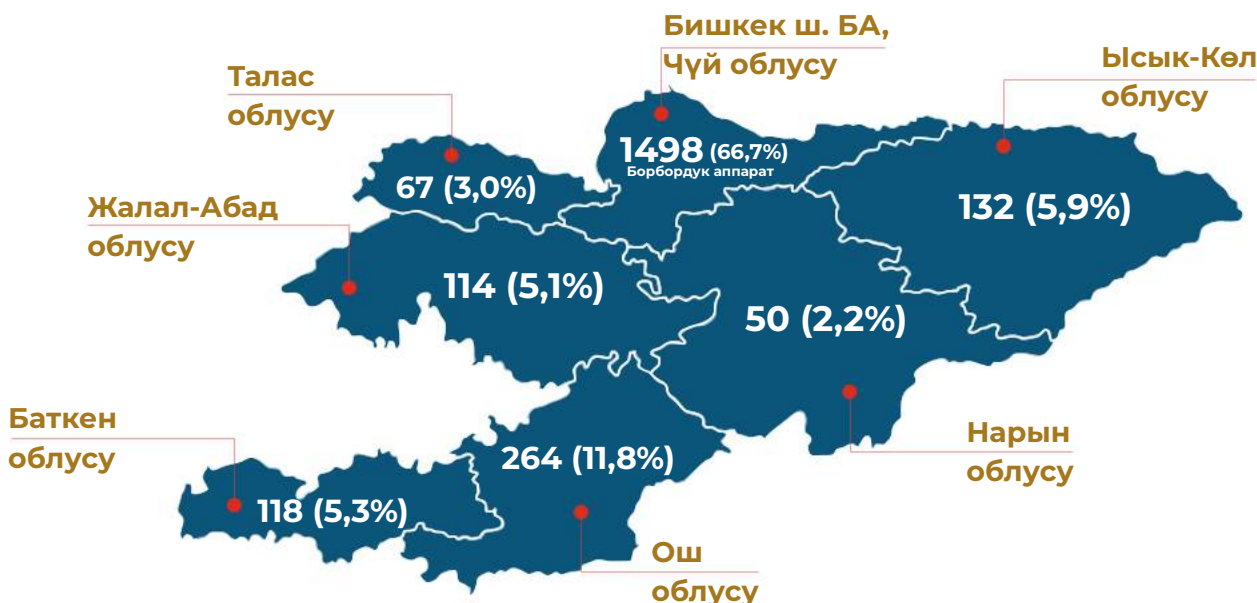 Бишкек ш. БА,
Чүй облусу
Ысык-Көл
облусу
Талас
облусу
1498 (66,7%)
Борбордук аппарат
67 (3,0%)
132 (5,9%)
Жалал-Абад
облусу
114 (5,1%)
50 (2,2%)
Баткен
облусу
Нарын
облусу
264 (11,8%)
118 (5,3%)
Ош
облусу